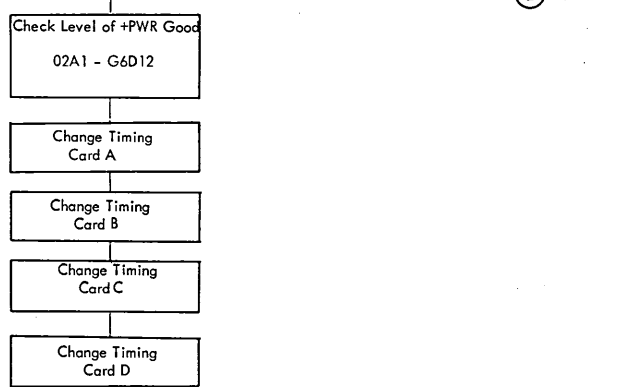 Check Level of +PWR Good
02A1 - G6D12
Change Timing
Card A
Change Timing
Card B
Change Timing
Card C
Change Timing
Card D